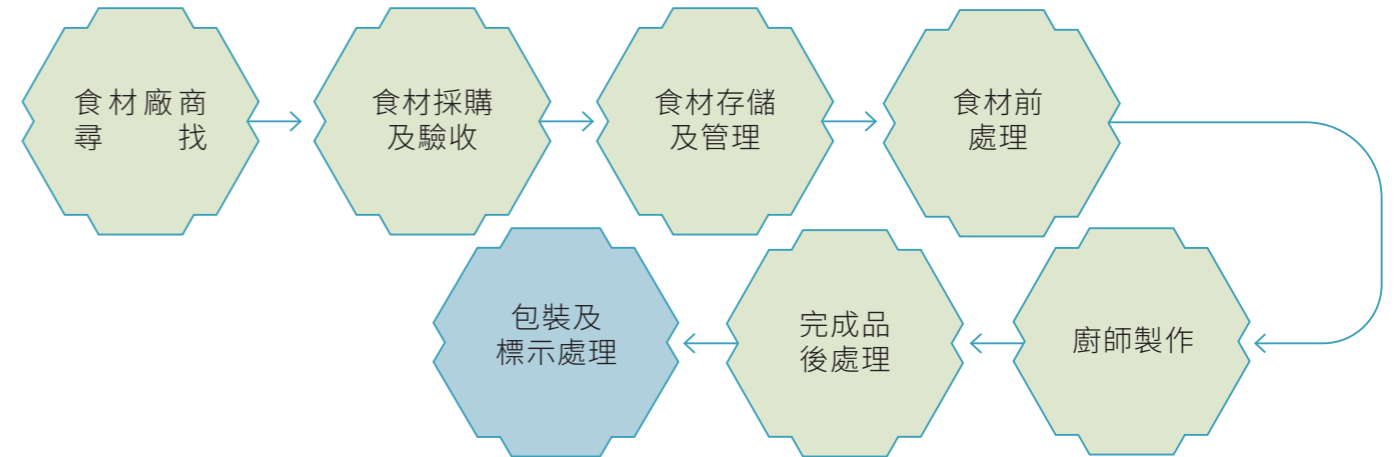 食材廠商
尋找
食材採購
及驗收
食材存儲
及管理
食材前
處理
廚師製作
完成品
後處理
包裝及
標示處理